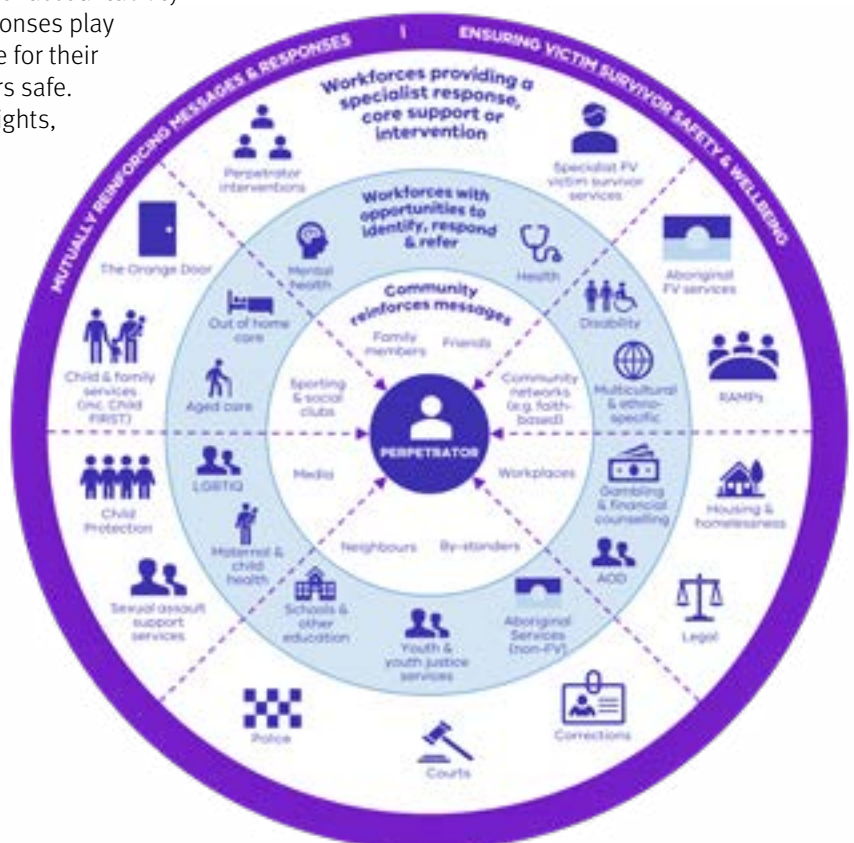 onses play
e for their
rs safe.
ights,
MUTUALLY REINFORCING MESSAGES & RESPONSES | ENSURING VICTIM SURVIVOR SAFETY & WELLBEING
Workforces providing a
specialist response,
core support or
intervention
Perpetrator
interventions
Specialist FV
victim survivor
services
The Orange Door
Aboriginal
FV services
Child & family
services
(inc. Child
FIRST)
RAMPs
Child
Protection
Housing &
homelessness
Sexual assault
support
services
Legal
Police
Courts
Corrections
Workforces with
opportunities to
identify, respond
& refer
Mental
health
Health
Out of home
care
Disability
Aged care
Multicultural
& ethno-
specific
LGBTIQ
Gambling
& financial
counselling
Maternal &
child
health
AOD
Schools &
other
education
Youth &
youth justice
services
Aboriginal
Services
(non-FV)
Community
reinforces messages
Family
members
Friends
Sporting
& social
clubs
Community
networks
(e.g. faith-
based)
PERPETRATOR
Media
Workplaces
Neighbours
By-standers